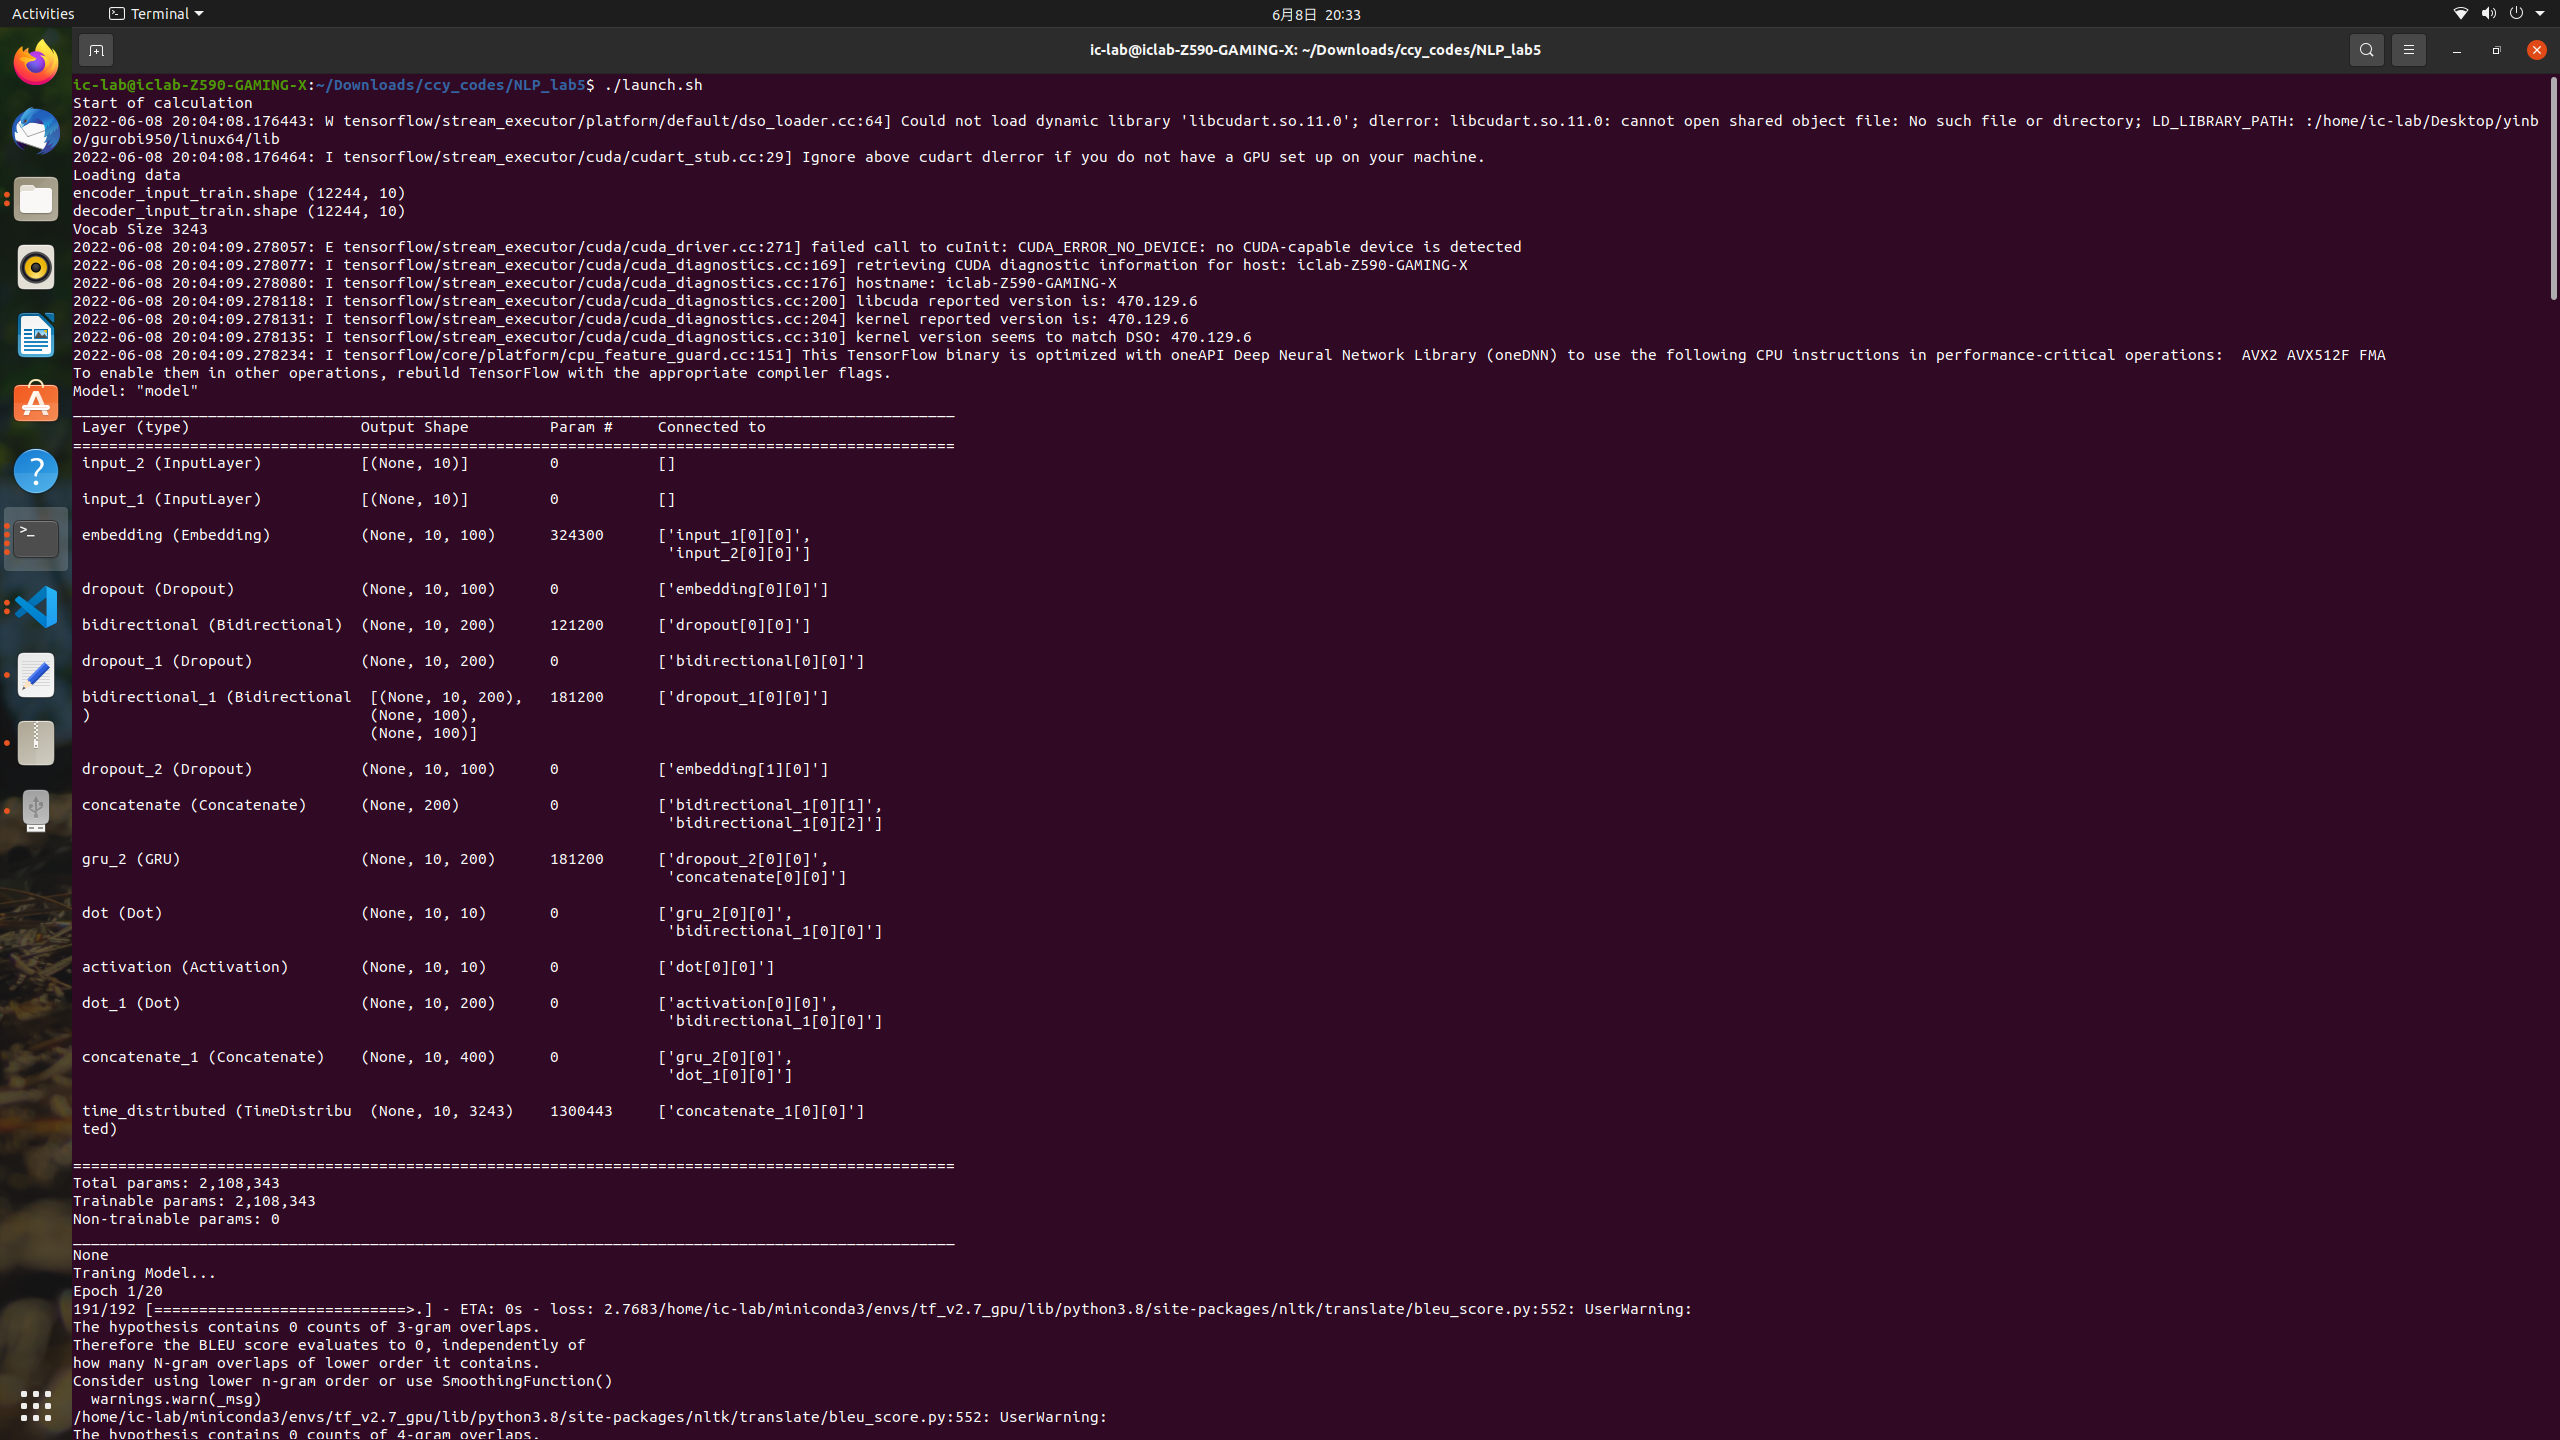 Activities
Terminal
6月8日 20:33
ic-lab@iclab-Z590-GAMING-X: ~/Downloads/ccy_codes/NLP_lab5
ic-lab@iclab-Z590-GAMING-X:~/Downloads/ccy_codes/NLP_lab5$ ./launch.sh
Start of calculation
2022-06-08 20:04:08.176443: W tensorflow/stream_executor/platform/default/dso_loader.cc:64] Could not load dynamic library 'libcudart.so.11.0'; dlerror: libcudart.so.11.0: cannot open shared object file: No such file or directory; LD_LIBRARY_PATH: :/home/ic-lab/Desktop/yinb
o/gurobi950/linux64/lib
2022-06-08 20:04:08.176464: I tensorflow/stream_executor/cuda/cudart_stub.cc:29] Ignore above cudart dlerror if you do not have a GPU set up on your machine.
Loading data
encoder_input_train.shape (12244, 10)
decoder_input_train.shape (12244, 10)
Vocab Size 3243
2022-06-08 20:04:09.278057: E tensorflow/stream_executor/cuda/cuda_driver.cc:271] failed call to cuInit: CUDA_ERROR_NO_DEVICE: no CUDA-capable device is detected
2022-06-08 20:04:09.278077: I tensorflow/stream_executor/cuda/cuda_diagnostics.cc:169] retrieving CUDA diagnostic information for host: iclab-Z590-GAMING-X
2022-06-08 20:04:09.278080: I tensorflow/stream_executor/cuda/cuda_diagnostics.cc:176] hostname: iclab-Z590-GAMING-X
2022-06-08 20:04:09.278118: I tensorflow/stream_executor/cuda/cuda_diagnostics.cc:200] libcuda reported version is: 470.129.6
2022-06-08 20:04:09.278131: I tensorflow/stream_executor/cuda/cuda_diagnostics.cc:204] kernel reported version is: 470.129.6
2022-06-08 20:04:09.278135: I tensorflow/stream_executor/cuda/cuda_diagnostics.cc:310] kernel version seems to match DSO: 470.129.6
2022-06-08 20:04:09.278234: I tensorflow/core/platform/cpu_feature_guard.cc:151] This TensorFlow binary is optimized with oneAPI Deep Neural Network Library (oneDNN) to use the following CPU instructions in performance-critical operations:  AVX2 AVX512F FMA
To enable them in other operations, rebuild TensorFlow with the appropriate compiler flags.
Model: "model"
__________________________________________________________________________________________________
 Layer (type)                   Output Shape         Param #     Connected to
==================================================================================================
 input_2 (InputLayer)           [(None, 10)]         0           []
 input_1 (InputLayer)           [(None, 10)]         0           []
 embedding (Embedding)          (None, 10, 100)      324300      ['input_1[0][0]',
                                                                  'input_2[0][0]']
 dropout (Dropout)              (None, 10, 100)      0           ['embedding[0][0]']
 bidirectional (Bidirectional)  (None, 10, 200)      121200      ['dropout[0][0]']
 dropout_1 (Dropout)            (None, 10, 200)      0           ['bidirectional[0][0]']
 bidirectional_1 (Bidirectional  [(None, 10, 200),   181200      ['dropout_1[0][0]']
 )                               (None, 100),
                                 (None, 100)]
 dropout_2 (Dropout)            (None, 10, 100)      0           ['embedding[1][0]']
 concatenate (Concatenate)      (None, 200)          0           ['bidirectional_1[0][1]',
                                                                  'bidirectional_1[0][2]']
 gru_2 (GRU)                    (None, 10, 200)      181200      ['dropout_2[0][0]',
                                                                  'concatenate[0][0]']
 dot (Dot)                      (None, 10, 10)       0           ['gru_2[0][0]',
                                                                  'bidirectional_1[0][0]']
 activation (Activation)        (None, 10, 10)       0           ['dot[0][0]']
 dot_1 (Dot)                    (None, 10, 200)      0           ['activation[0][0]',
                                                                  'bidirectional_1[0][0]']
 concatenate_1 (Concatenate)    (None, 10, 400)      0           ['gru_2[0][0]',
                                                                  'dot_1[0][0]']
 time_distributed (TimeDistribu  (None, 10, 3243)    1300443     ['concatenate_1[0][0]']
 ted)
==================================================================================================
Total params: 2,108,343
Trainable params: 2,108,343
Non-trainable params: 0
__________________________________________________________________________________________________
None
Traning Model...
Epoch 1/20
191/192 [============================>.] - ETA: 0s - loss: 2.7683/home/ic-lab/miniconda3/envs/tf_v2.7_gpu/lib/python3.8/site-packages/nltk/translate/bleu_score.py:552: UserWarning:
The hypothesis contains 0 counts of 3-gram overlaps.
Therefore the BLEU score evaluates to 0, independently of
how many N-gram overlaps of lower order it contains.
Consider using lower n-gram order or use SmoothingFunction()
  warnings.warn(_msg)
/home/ic-lab/miniconda3/envs/tf_v2.7_gpu/lib/python3.8/site-packages/nltk/translate/bleu_score.py:552: UserWarning:
The hypothesis contains 0 counts of 4-gram overlaps.